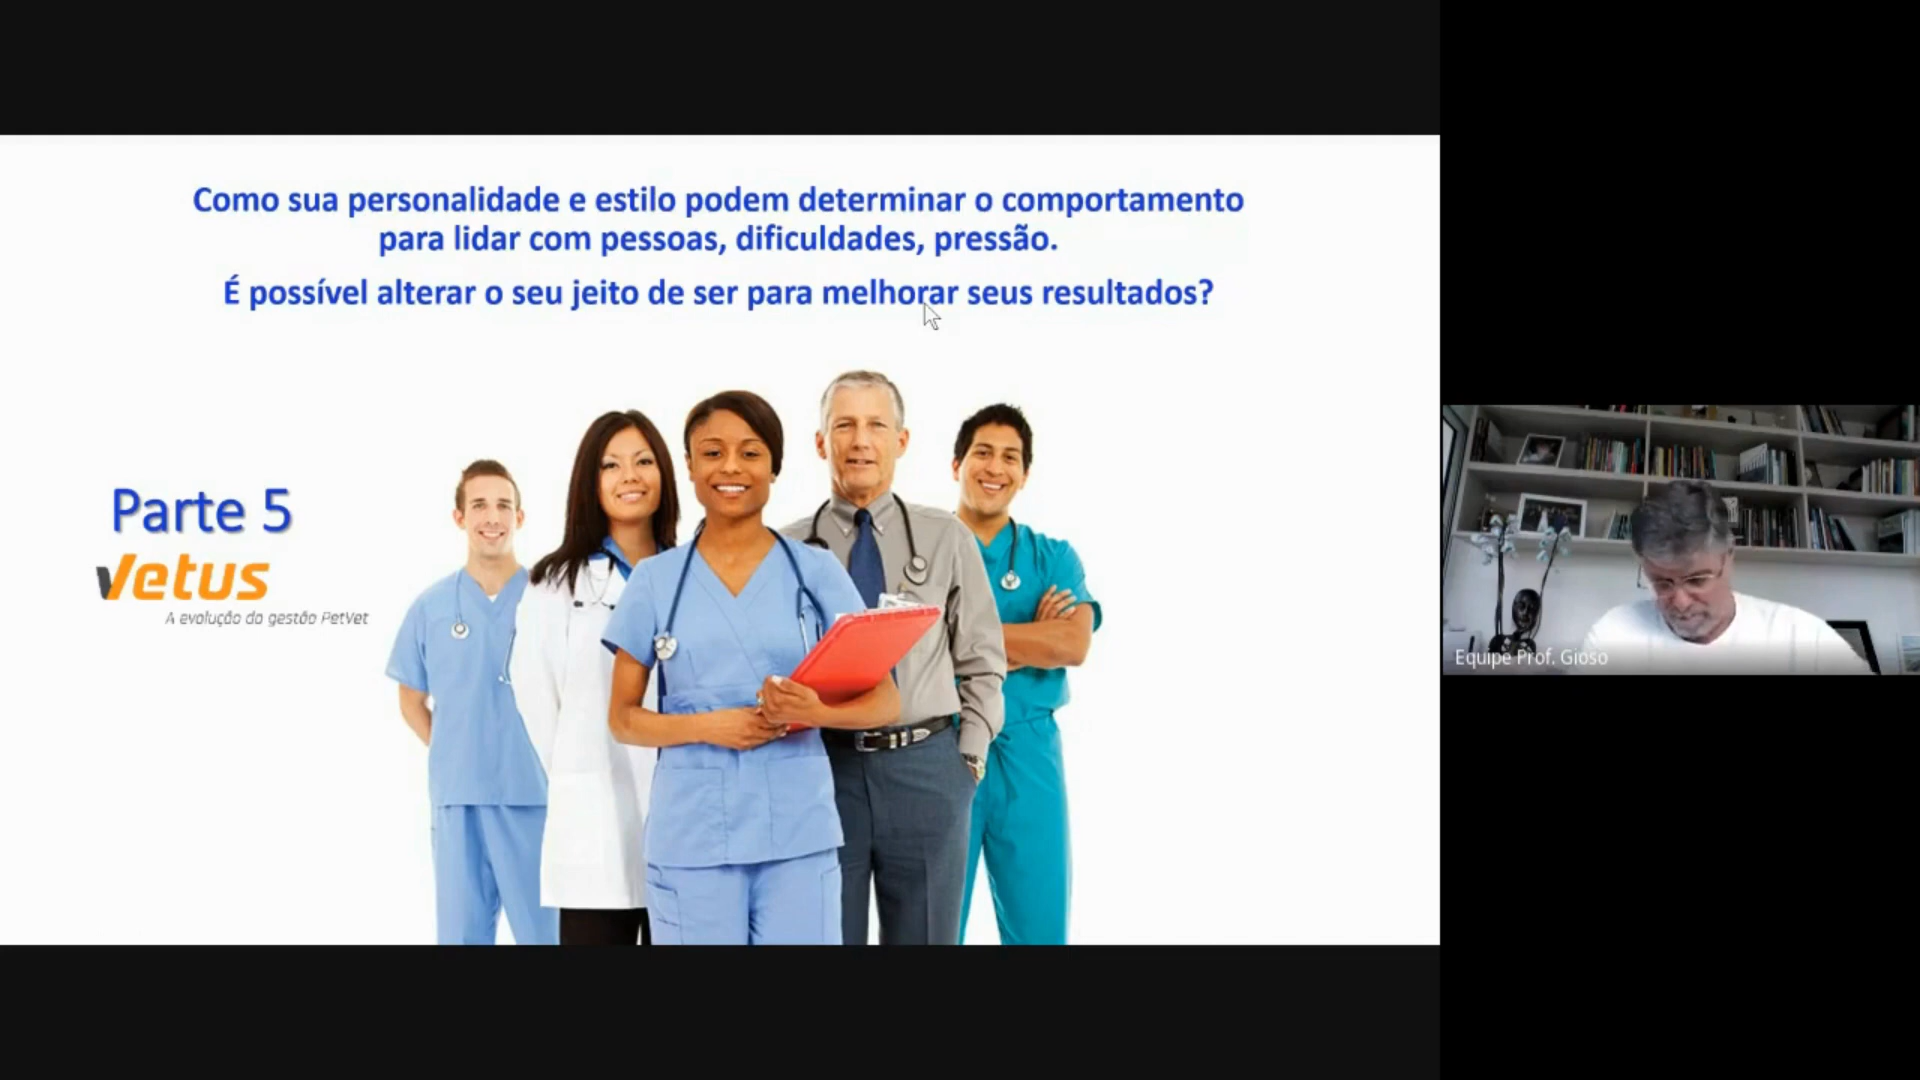 Como sua personalidade e estilo podem determinar o comportamento
para lidar com pessoas, dificuldades, pressão.
É possível alterar o seu jeito de ser para melhorar seus resultados?
Parte 5
Vetus
A evolução da gestão PetVet
Equipe Prof. Gioso